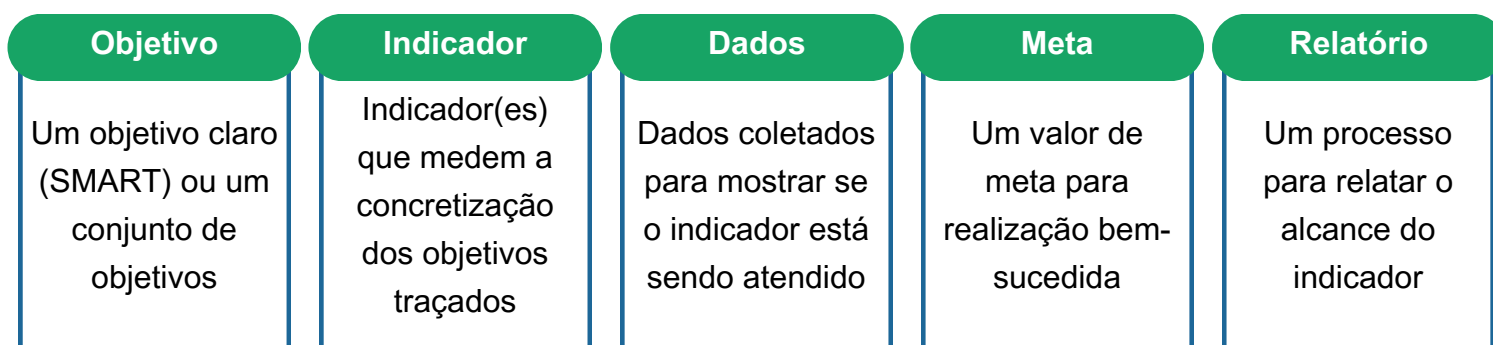 Objetivo
Um objetivo claro
(SMART) ou um
conjunto de
objetivos
Indicador
Indicador(es)
que medem a
concretização
dos objetivos
traçados
Dados
Dados coletados
para mostrar se
o indicador está
sendo atendido
Meta
Um valor de
meta para
realização bem-
sucedida
Relatório
Um processo
para relatar o
alcance do
indicador